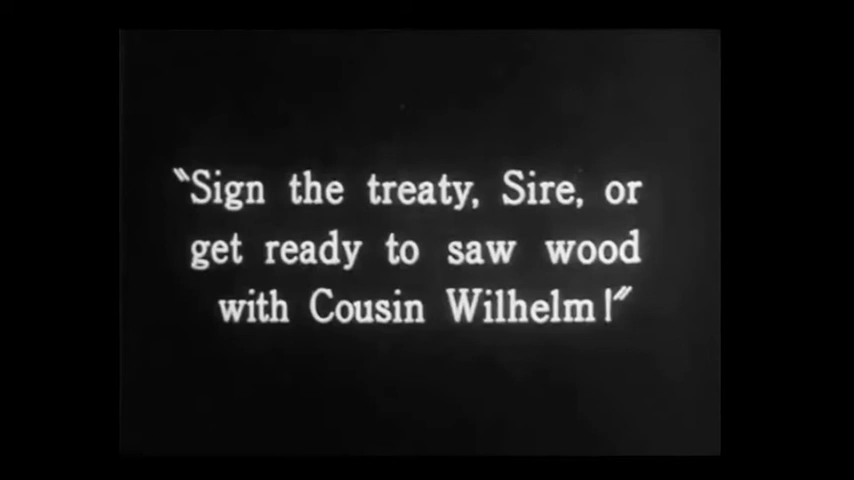 "Sign the treaty, Sire, or
get ready to saw wood
with Cousin Wilhelm!"